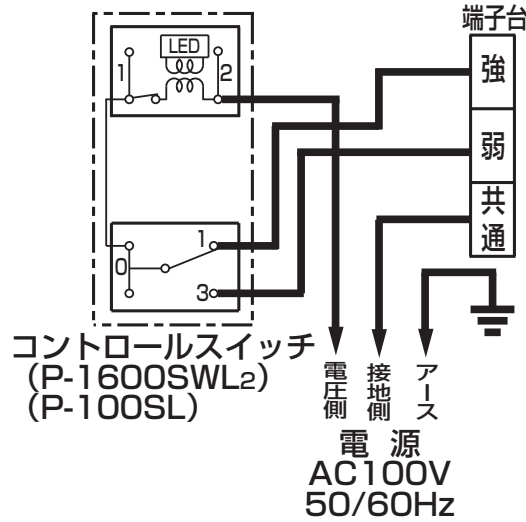 端子台
LED
1
2
強
弱
共通
1
0
3
コントロールスイッチ
(P-1600SWL2)
(P-100SL)
電圧側
接地側
アース
電源
AC100V
50/60Hz